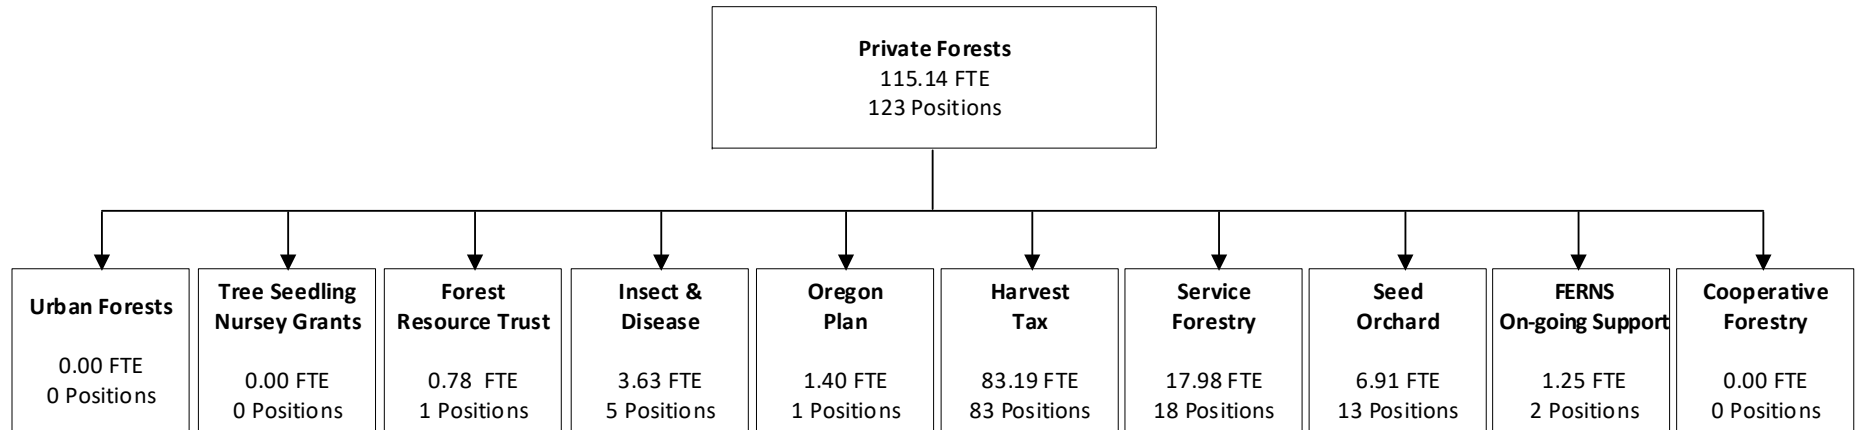 Private Forests
115.14 FTE
123 Positions
Urban Forests
0.00 FTE
0 Positions
Tree Seedling
Nursey Grants
0.00 FTE
0 Positions
Forest
Resource Trust
0.78 FTE
1 Positions
Insect &
Disease
3.63 FTE
5 Positions
Oregon
Plan
1.40 FTE
1 Positions
Harvest
Tax
83.19 FTE
83 Positions
Service
Forestry
17.98 FTE
18 Positions
Seed
Orchard
6.91 FTE
13 Positions
FERNS
On-going Support
1.25 FTE
2 Positions
Cooperative
Forestry
0.00 FTE
0 Positions